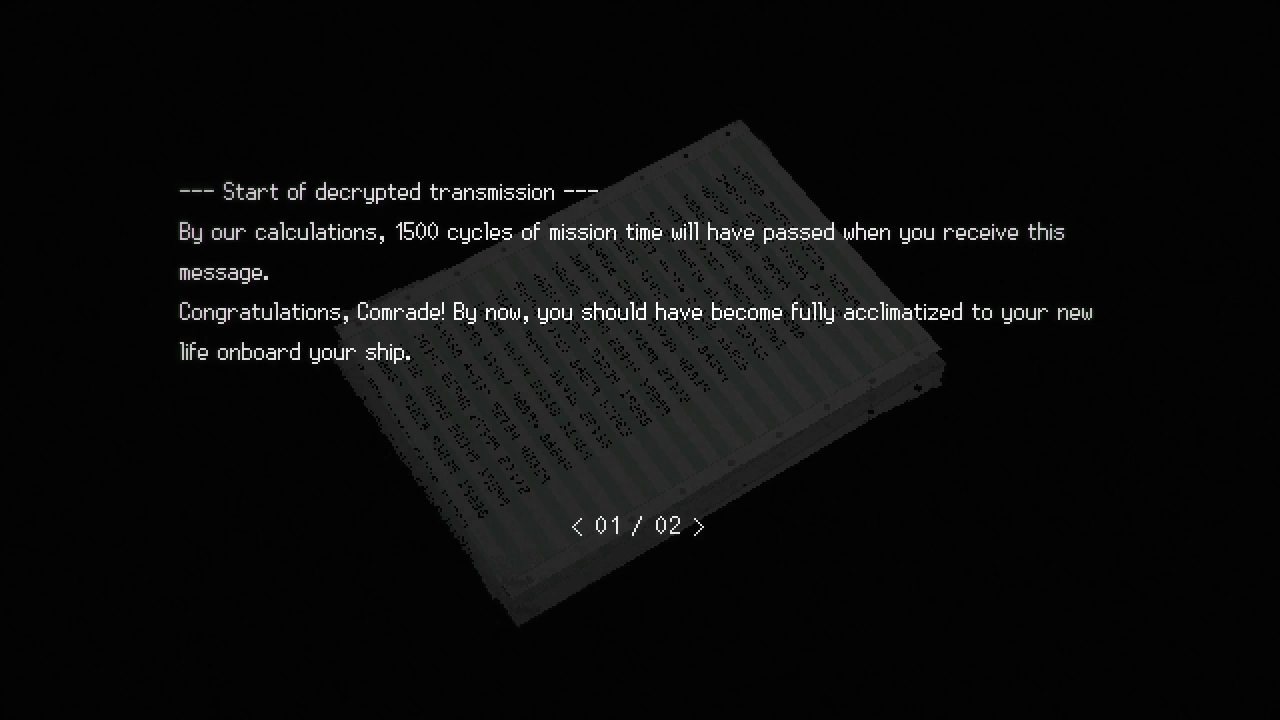 --- Start of decrypted transmission ---
By our calculations, 1500 cycles of mission time will have passed when you receive this
message.
Congratulations, Comrade! By now, you should have become fully acclimatized to your new
life onboard your ship.
< 01 / 02 >